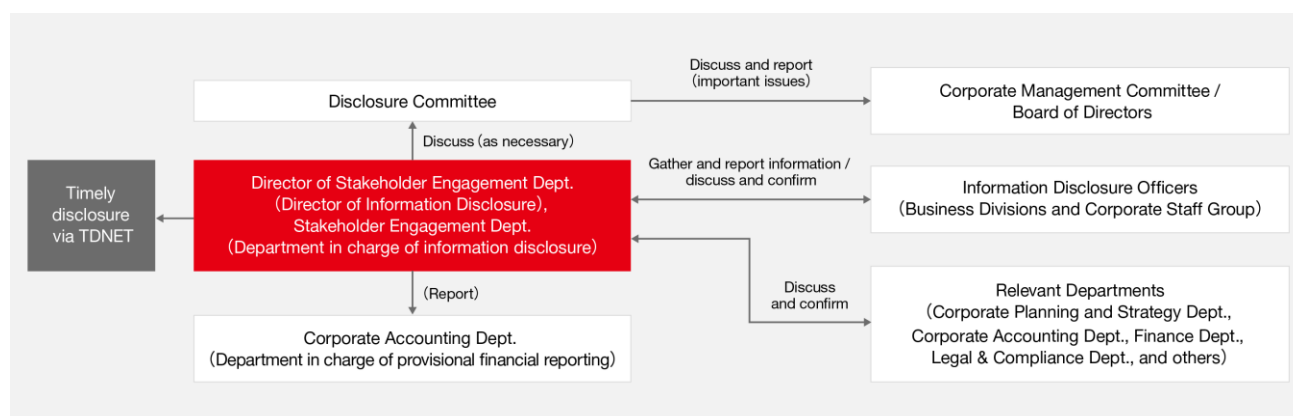 Disclosure Committee
Discuss and report
(important issues)
Corporate Management Committee /
Board of Directors
Discuss (as necessary)
Timely
disclosure
via TDNET
Director of Stakeholder Engagement Dept.
(Director of Information Disclosure),
Stakeholder Engagement Dept.
(Department in charge of information disclosure)
Gather and report information /
discuss and confirm
Information Disclosure Officers
(Business Divisions and Corporate Staff Group)
(Report)
Discuss
and confirm
Corporate Accounting Dept.
(Department in charge of provisional financial reporting)
Relevant Departments
(Corporate Planning and Strategy Dept.,
Corporate Accounting Dept., Finance Dept.,
Legal & Compliance Dept., and others)